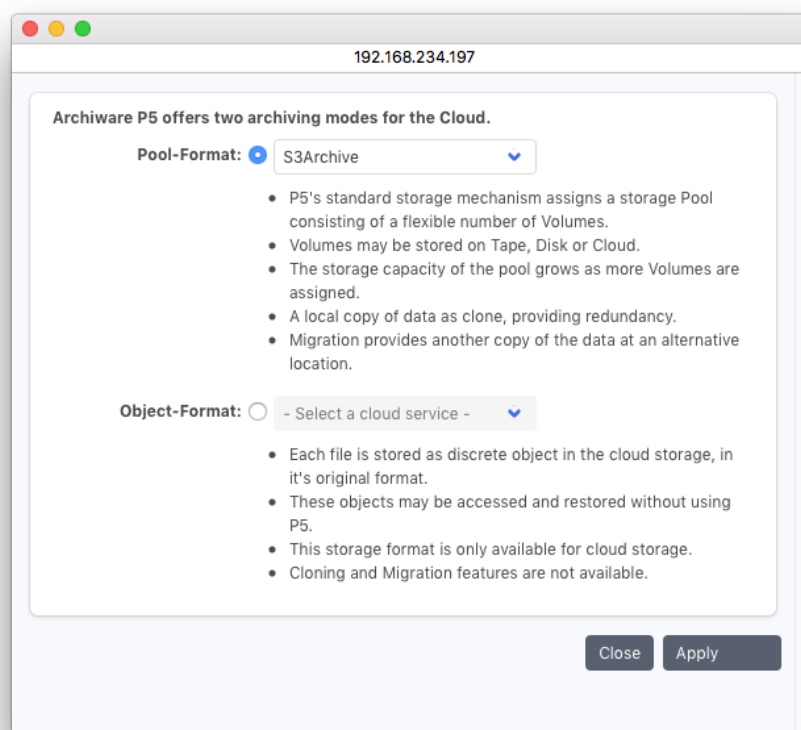 192.168.234.197
Archiware P5 offers two archiving modes for the Cloud.
Pool-Format: S3Archive
P5's standard storage mechanism assigns a storage Pool
consisting of a flexible number of Volumes.
Volumes may be stored on Tape, Disk or Cloud.
The storage capacity of the pool grows as more Volumes are
assigned.
A local copy of data as clone, providing redundancy.
Migration provides another copy of the data at an alternative
location.
Object-Format: - Select a cloud service -
Each file is stored as discrete object in the cloud storage, in
it's original format.
These objects may be accessed and restored without using
P5.
This storage format is only available for cloud storage.
Cloning and Migration features are not available.
Close Apply